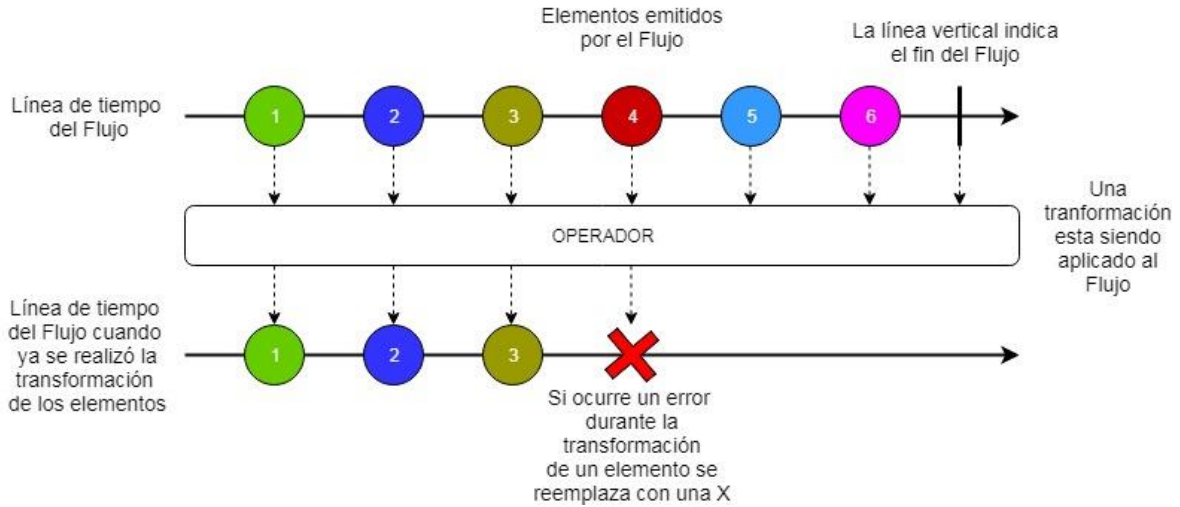 Elementos emitidos
por el Flujo
La línea vertical indica
el fin del Flujo
Línea de tiempo
del Flujo
1
2
3
4
5
6
Una
tranformación
esta siendo
aplicado al
Flujo
OPERADOR
Línea de tiempo
del Flujo cuando
ya se realizó la
transformación
de los elementos
1
2
3
Si ocurre un error
durante la
transformación
de un elemento se
reemplaza con una X